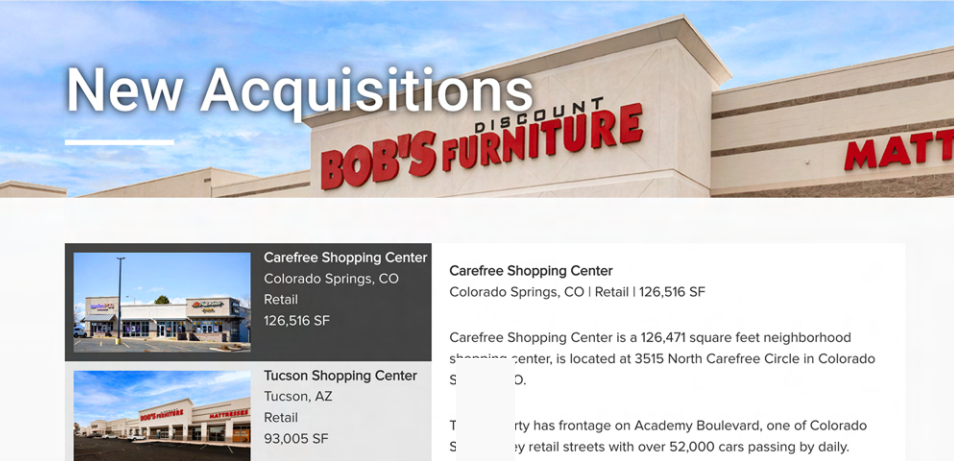 New Acquisitions
DISCOUNT
BOB'S FURNITURE
MATT
Carefree Shopping Center
Colorado Springs, CO
Retail
126,516 SF
Tucson Shopping Center
Tucson, AZ
Retail
93,005 SF
BOB'S FURNITURE
MATTRESSES
Carefree Shopping Center
Colorado Springs, CO | Retail | 126,516 SF
Carefree Shopping Center is a 126,471 square feet neighborhood
center, is located at 3515 North Carefree Circle in Colorado
has frontage on Academy Boulevard, one of Colorado
retail streets with over 52,000 cars passing by daily.